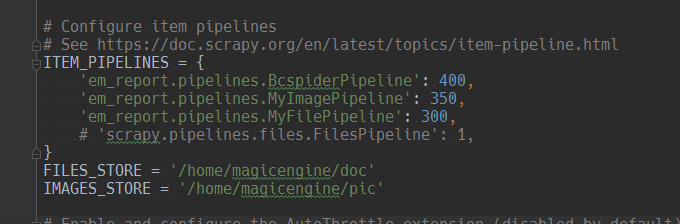 # Configure item pipelines
# See https://doc.scrapy.org/en/latest/topics/item-pipeline.html
ITEM_PIPELINES = {
    'em_report.pipelines.BcspiderPipeline': 400,
    'em_report.pipelines.MyImagePipeline': 350,
    'em_report.pipelines.MyFilePipeline': 300,
    # 'scrapy.pipelines.files.FilesPipeline': 1,
}
FILES_STORE = '/home/magicengine/doc'
IMAGES_STORE = '/home/magicengine/pic'
# Enable and configure the AutoThrottle extension (disabled by default)